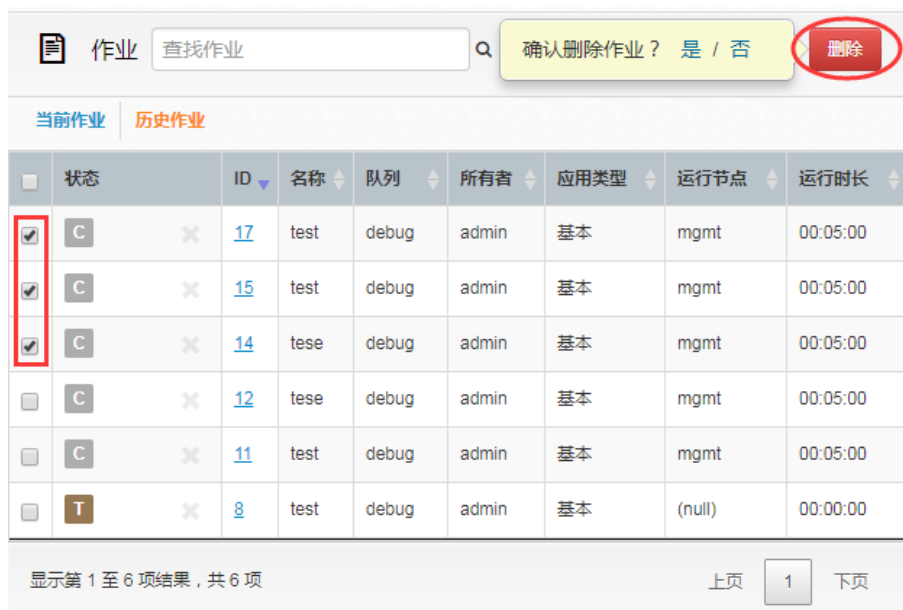 作业 查找作业 确认删除作业？ 是 / 否 删除
当前作业 历史作业
状态 ID 名称 队列 所有者 应用类型 运行节点 运行时长
C 17 test debug admin 基本 mgmt 00:05:00
C 15 test debug admin 基本 mgmt 00:05:00
C 14 tese debug admin 基本 mgmt 00:05:00
C 12 tese debug admin 基本 mgmt 00:05:00
C 11 test debug admin 基本 mgmt 00:05:00
T 8 test debug admin 基本 (null) 00:00:00
显示第 1 至 6 项结果，共 6 项 上页 1 下页